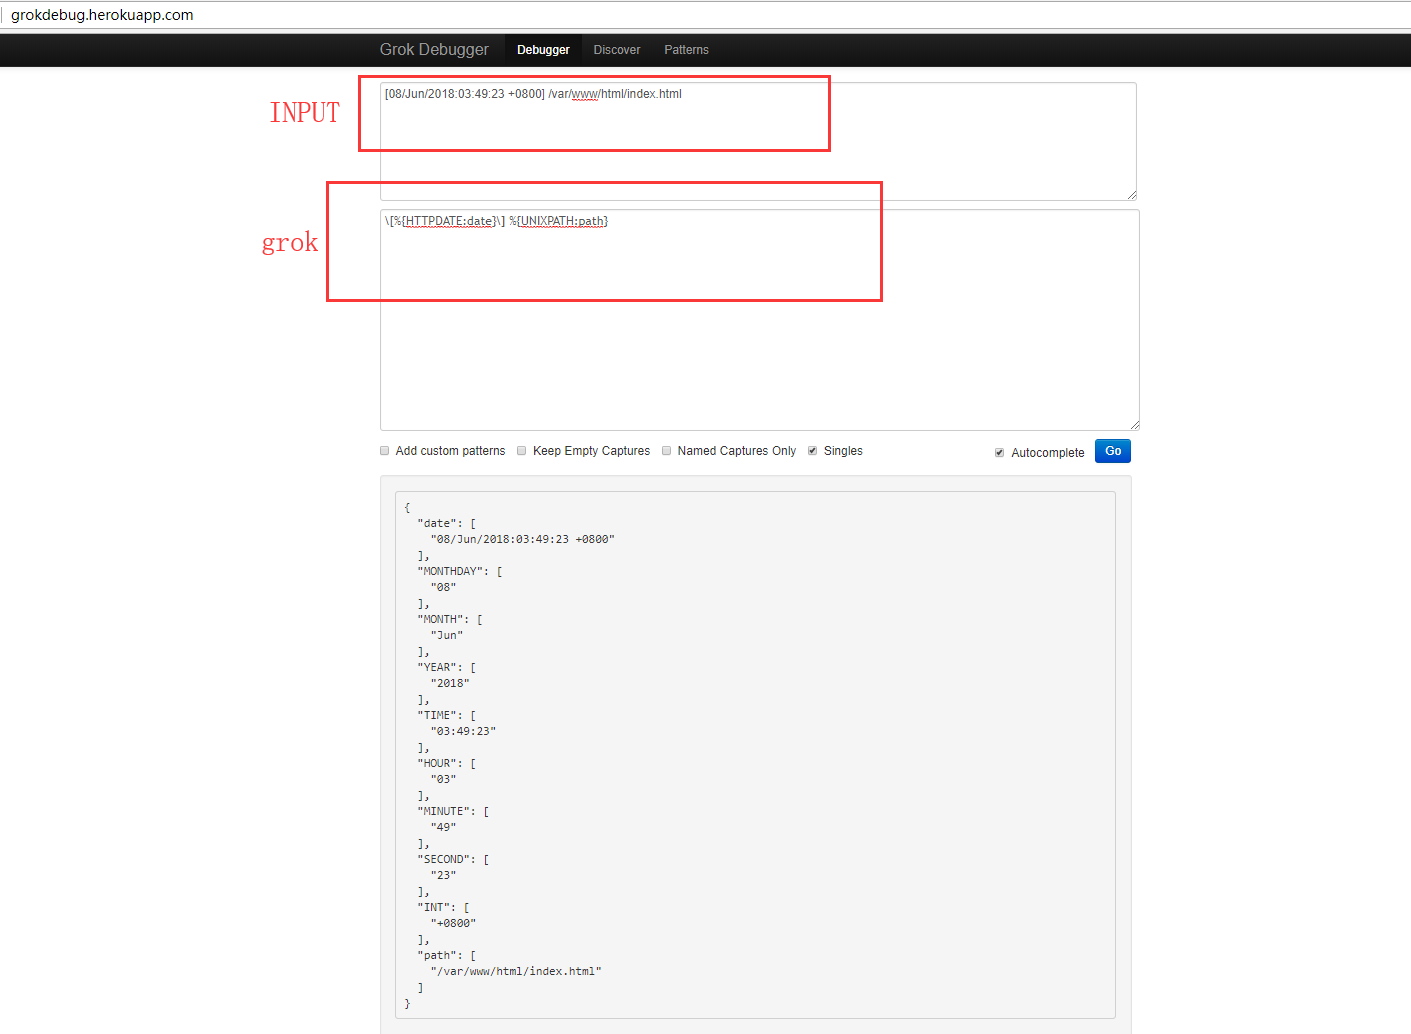 grokdebug.herokuapp.com
Grok Debugger Debugger Discover Patterns
INPUT
[08/Jun/2018:03:49:23 +0800] /var/www/html/index.html
grok
\[%{HTTPDATE:date}\] %{UNIXPATH:path}
Add custom patterns Keep Empty Captures Named Captures Only Singles Autocomplete Go
{
"date": [
"08/Jun/2018:03:49:23 +0800"
],
"MONTHDAY": [
"08"
],
"MONTH": [
"Jun"
],
"YEAR": [
"2018"
],
"TIME": [
"03:49:23"
],
"HOUR": [
"03"
],
"MINUTE": [
"49"
],
"SECOND": [
"23"
],
"INT": [
"+0800"
],
"path": [
"/var/www/html/index.html"
]
}